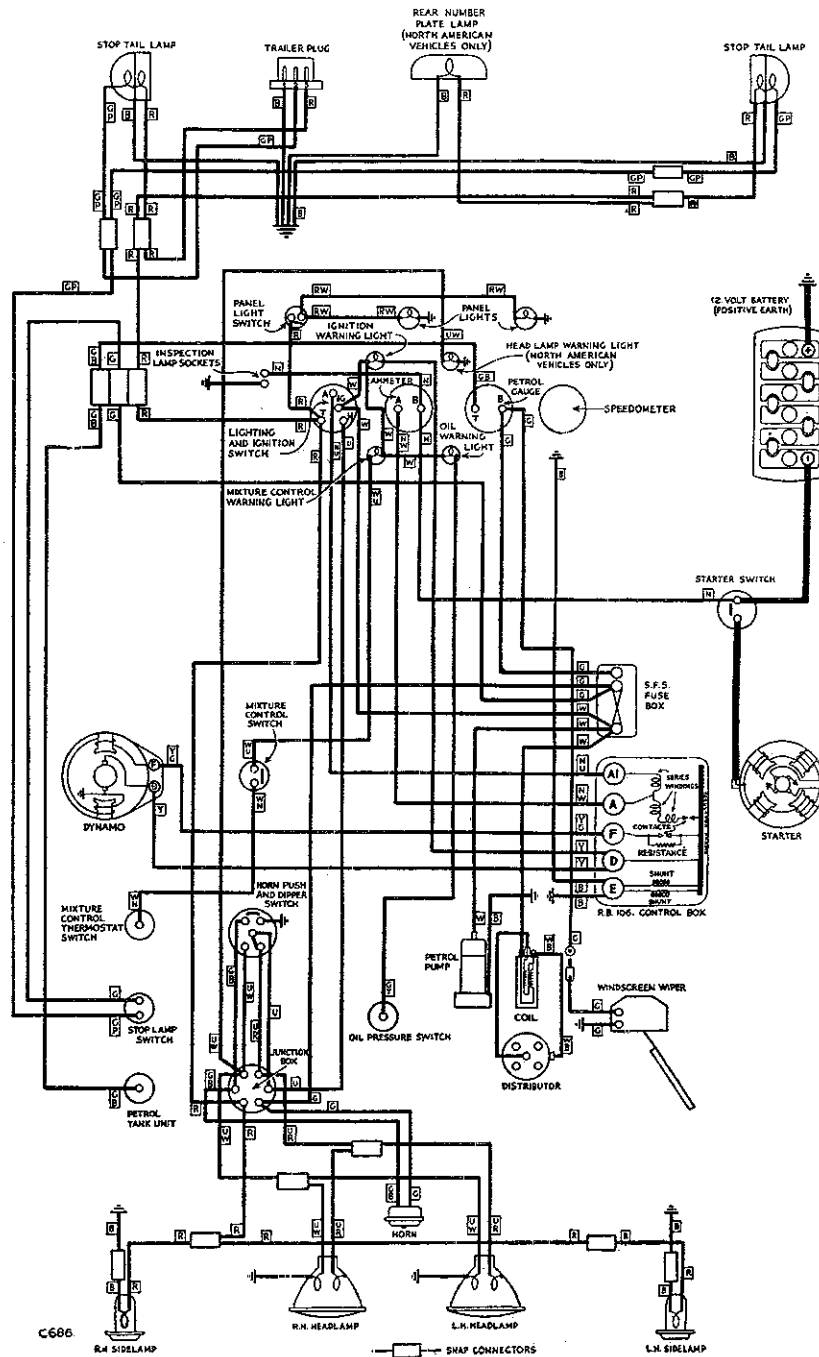 REAR NUMBER
PLATE LAMP
(NORTH AMERICAN
VEHICLES ONLY)
STOP TAIL LAMP
TRAILER PLUG
STOP TAIL LAMP
12 VOLT BATTERY
(POSITIVE EARTH)
PANEL
LIGHT
SWITCH
IGNITION
WARNING LIGHT
PANEL
LIGHTS
HEAD LAMP WARNING LIGHT
(NORTH AMERICAN
VEHICLES ONLY)
INSPECTION
LAMP SOCKETS
AMMETER
PETROL
GAUGE
SPEEDOMETER
LIGHTING
AND IGNITION
SWITCH
OIL
WARNING
LIGHT
MIXTURE CONTROL
WARNING LIGHT
STARTER SWITCH
S.F.S.
FUSE
BOX
MIXTURE
CONTROL
SWITCH
DYNAMO
A1
A
F
D
E
SERIES
WINDINGS
CONTACTS
RESISTANCE
SHUNT
SHUNT
R.B. 106. CONTROL BOX
STARTER
MIXTURE
CONTROL
THERMOSTAT
SWITCH
HORN PUSH
AND DIPPER
SWITCH
PETROL
PUMP
COIL
WINDSCREEN WIPER
STOP LAMP
SWITCH
OIL PRESSURE SWITCH
DISTRIBUTOR
JUNCTION
BOX
PETROL
TANK UNIT
HORN
R.H. SIDELAMP
R.H. HEADLAMP
L.H. HEADLAMP
L.H. SIDELAMP
C686
SNAP CONNECTORS